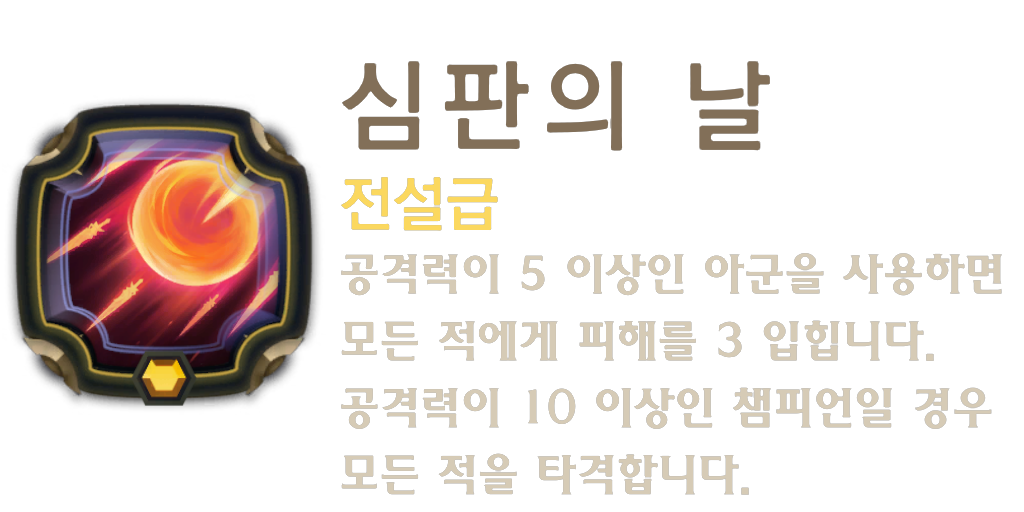 심판의 날
전설급
공격력이 5 이상인 아군을 사용하면
모든 적에게 피해를 3 입힙니다.
공격력이 10 이상인 챔피언일 경우
모든 적을 타격합니다.